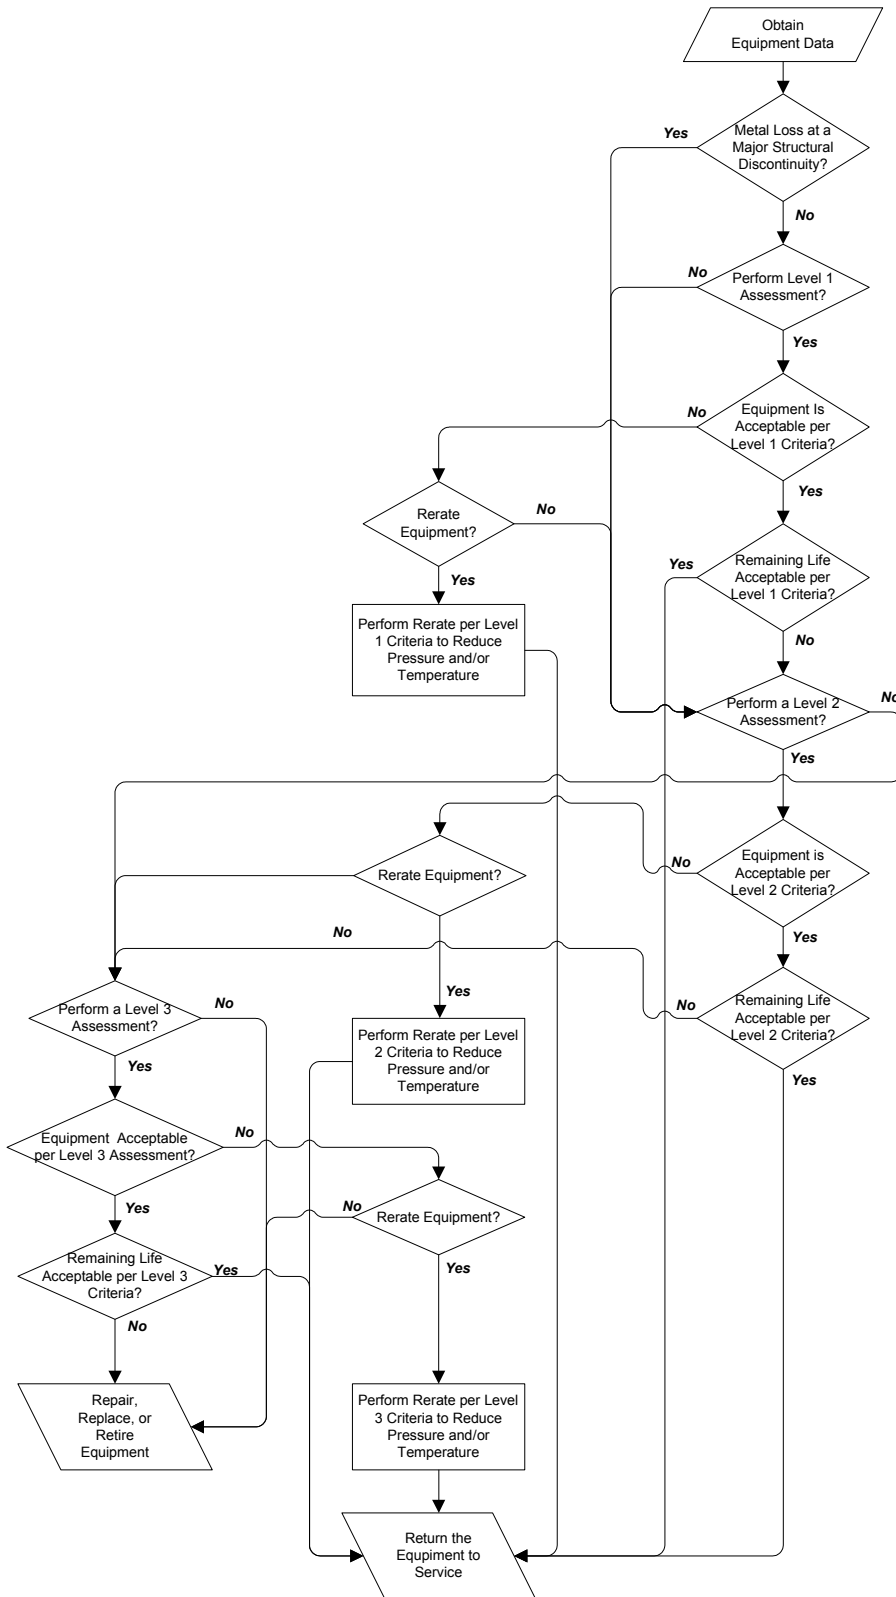 Obtain
Equipment Data
Metal Loss at a
Major Structural
Discontinuity?
Yes
No
Perform Level 1
Assessment?
No
Yes
Equipment Is
Acceptable per
Level 1 Criteria?
No
Yes
Rerate
Equipment?
No
Yes
Remaining Life
Acceptable per
Level 1 Criteria?
Yes
No
Perform Rerate per Level
1 Criteria to Reduce
Pressure and/or
Temperature
Perform a Level 2
Assessment?
No
Yes
Equipment is
Acceptable per
Level 2 Criteria?
No
Yes
Rerate Equipment?
No
Yes
Remaining Life
Acceptable per
Level 2 Criteria?
No
Yes
Perform a Level 3
Assessment?
No
Yes
Perform Rerate per Level
2 Criteria to Reduce
Pressure and/or
Temperature
Equipment  Acceptable
per Level 3 Assessment?
No
Yes
Rerate Equipment?
No
Yes
Remaining Life
Acceptable per Level 3
Criteria?
Yes
No
Repair,
Replace, or
Retire
Equipment
Perform Rerate per Level
3 Criteria to Reduce
Pressure and/or
Temperature
Return the
Equpiment to
Service